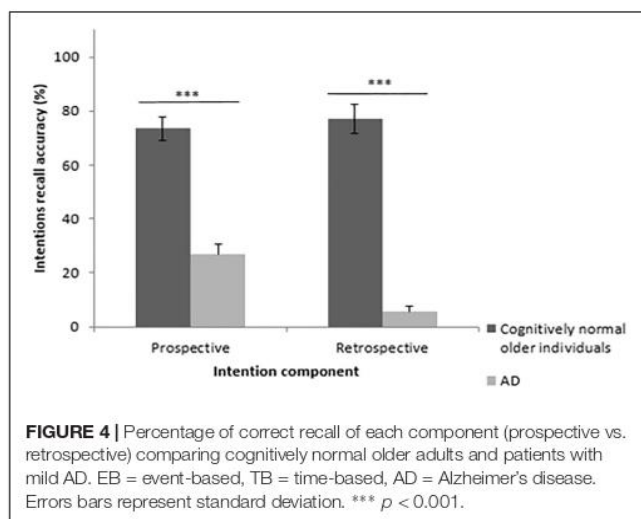 ***
***
100
80
60
40
20
0
Intentions recall accuracy (%)
Prospective
Retrospective
Intention component
Cognitively normal
older individuals
AD
FIGURE 4 | Percentage of correct recall of each component (prospective vs.
retrospective) comparing cognitively normal older adults and patients with
mild AD. EB = event-based, TB = time-based, AD = Alzheimer's disease.
Errors bars represent standard deviation. *** p < 0.001.